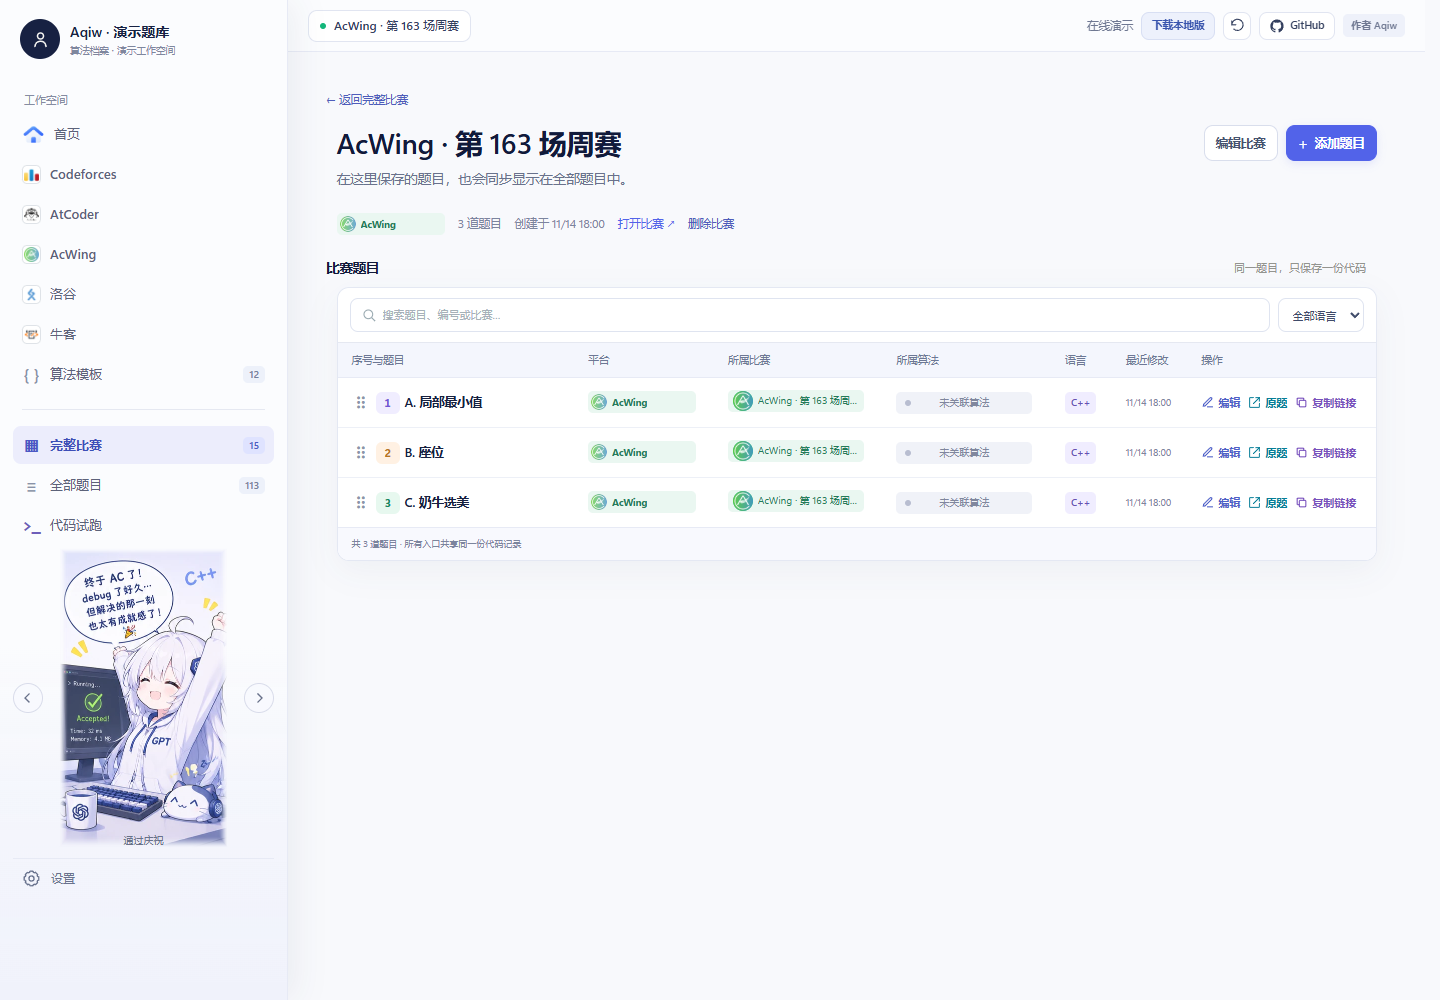 Aqiw · 演示题库
算法档案 · 演示工作空间
工作空间
首页
Codeforces
AtCoder
AcWing
洛谷
牛客
{ } 算法模板 12
完整比赛 15
全部题目 113
代码试跑
终于 AC 了！
debug 了好久…
但解决的那一刻
也太有成就感了！
C++
> Running...
Accepted!
Time: 32 ms
Memory: 4.3 MB
GPT
通过庆祝
设置
AcWing · 第 163 场周赛
在线演示 下载本地版 GitHub 作者 Aqiw
← 返回完整比赛
AcWing · 第 163 场周赛
编辑比赛 + 添加题目
在这里保存的题目，也会同步显示在全部题目中。
AcWing 3 道题目 创建于 11/14 18:00 打开比赛 ↗ 删除比赛
比赛题目 同一题目，只保存一份代码
搜索题目、编号或比赛... 全部语言
序号与题目 平台 所属比赛 所属算法 语言 最近修改 操作
1 A. 局部最小值 AcWing AcWing · 第 163 场周... 未关联算法 C++ 11/14 18:00 编辑 原题 复制链接
2 B. 座位 AcWing AcWing · 第 163 场周... 未关联算法 C++ 11/14 18:00 编辑 原题 复制链接
3 C. 奶牛选美 AcWing AcWing · 第 163 场周... 未关联算法 C++ 11/14 18:00 编辑 原题 复制链接
共 3 道题目 · 所有入口共享同一份代码记录